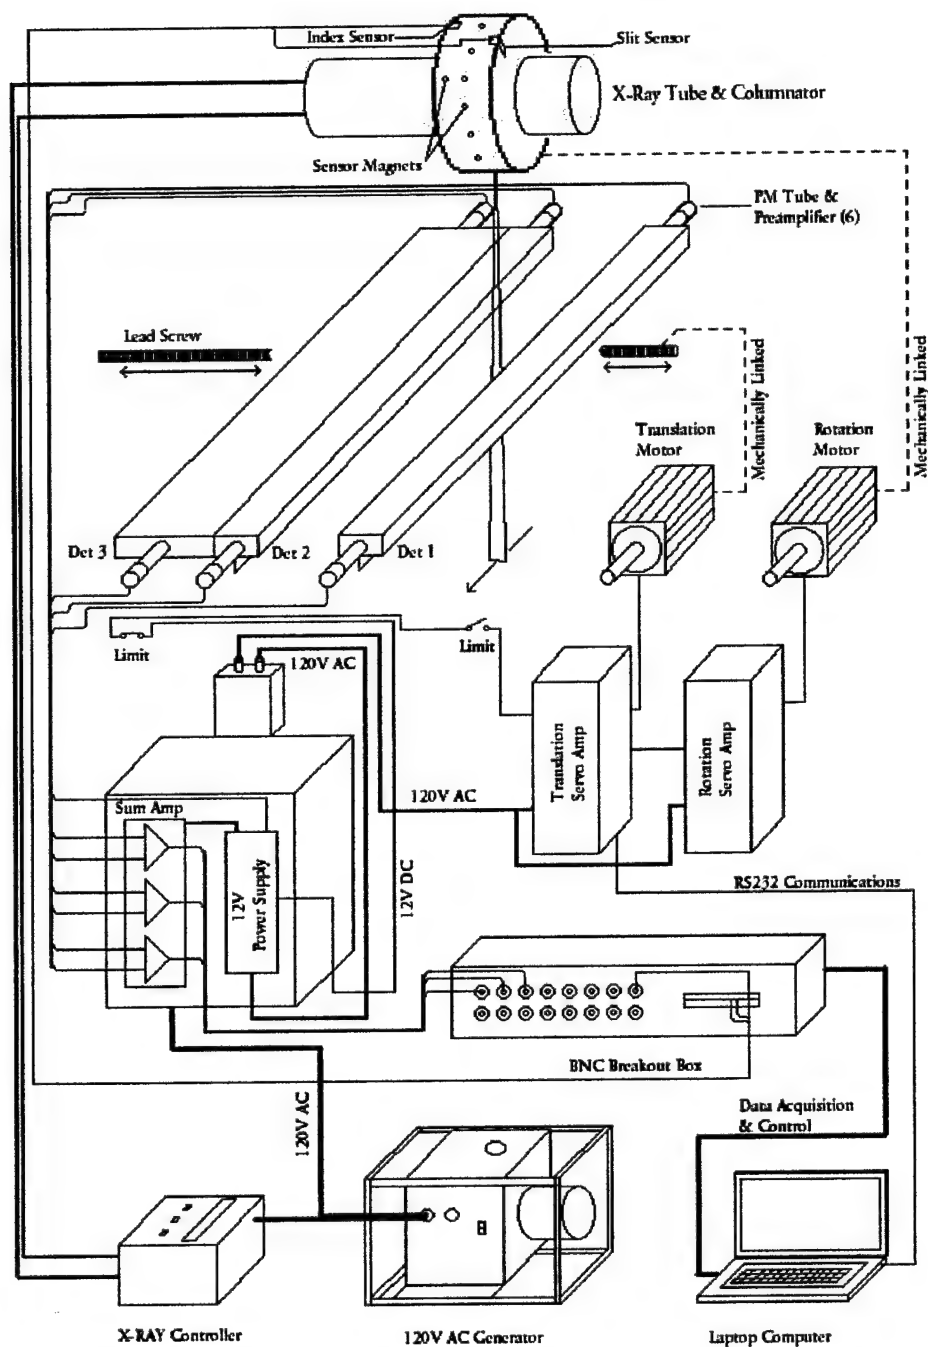 Index Sensor
Slit Sensor
X-Ray Tube & Columnator
Sensor Magnets
PM Tube &
Preamplifier (6)
Lead Screw
Mechanically Linked
Mechanically Linked
Translation
Motor
Rotation
Motor
Det 3
Det 2
Det 1
Limit
Limit
120V AC
Translation
Servo Amp
Rotation
Servo Amp
120V AC
Sum Amp
12V
Power Supply
12V DC
RS232 Communications
BNC Breakout Box
120V AC
Data Acquisition
& Control
X-RAY Controller
120V AC Generator
Laptop Computer